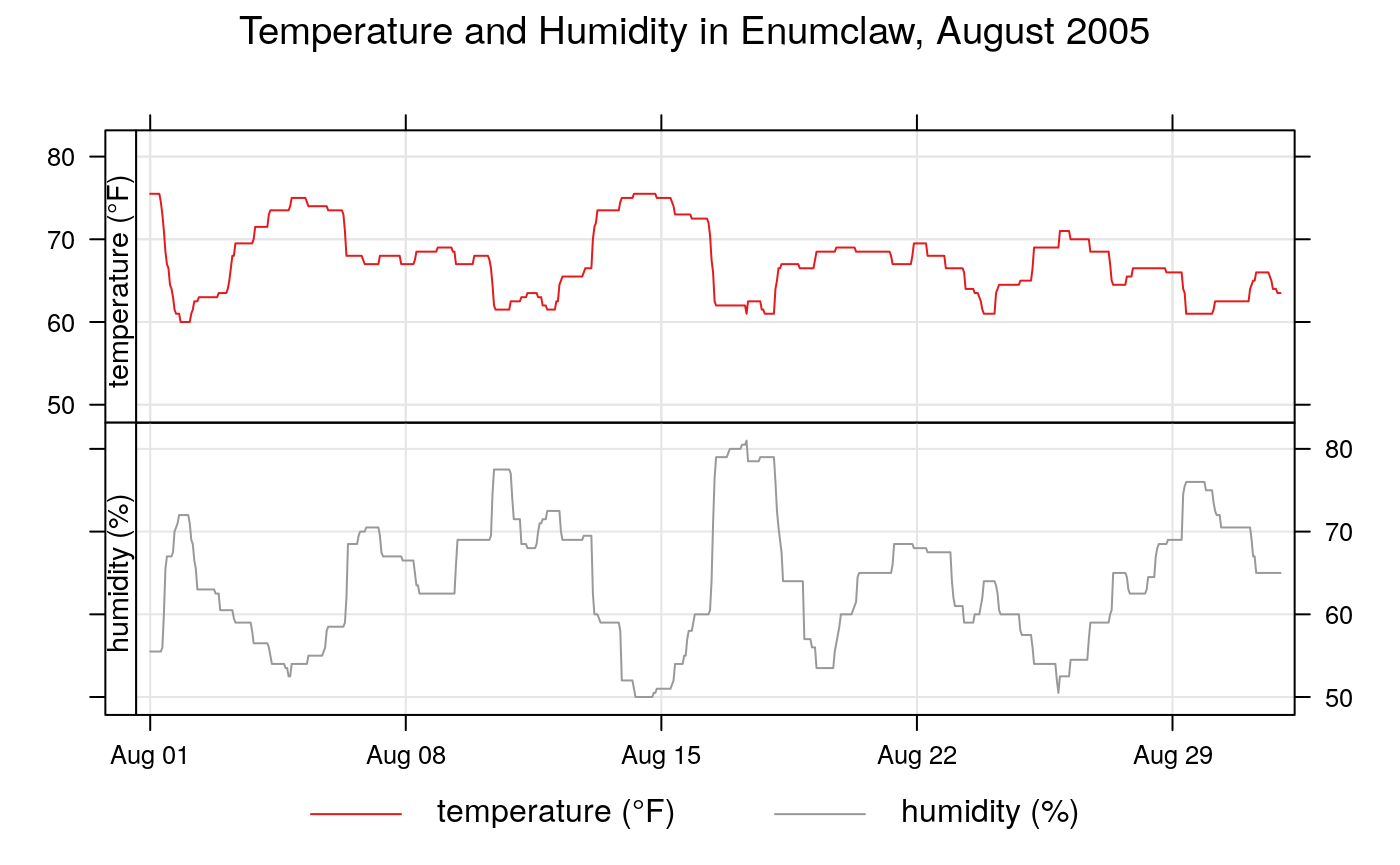 Temperature and Humidity in Enumclaw, August 2005
temperature (°F)
80
70
60
50
humidity (%)
80
70
60
50
Aug 01 Aug 08 Aug 15 Aug 22 Aug 29
temperature (°F) humidity (%)